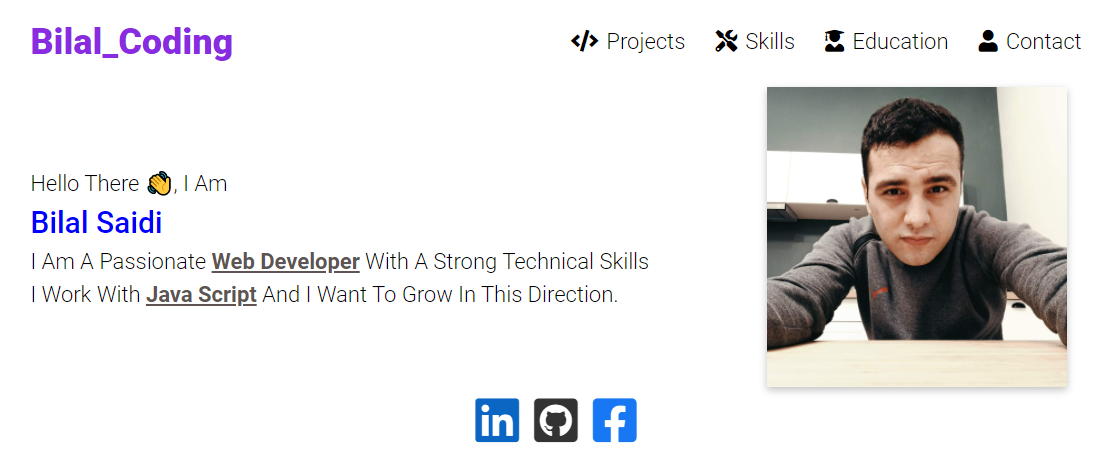 Bilal_Coding
Projects Skills Education Contact
Hello There 👋, I Am
Bilal Saidi
I Am A Passionate Web Developer With A Strong Technical Skills
I Work With Java Script And I Want To Grow In This Direction.
in f